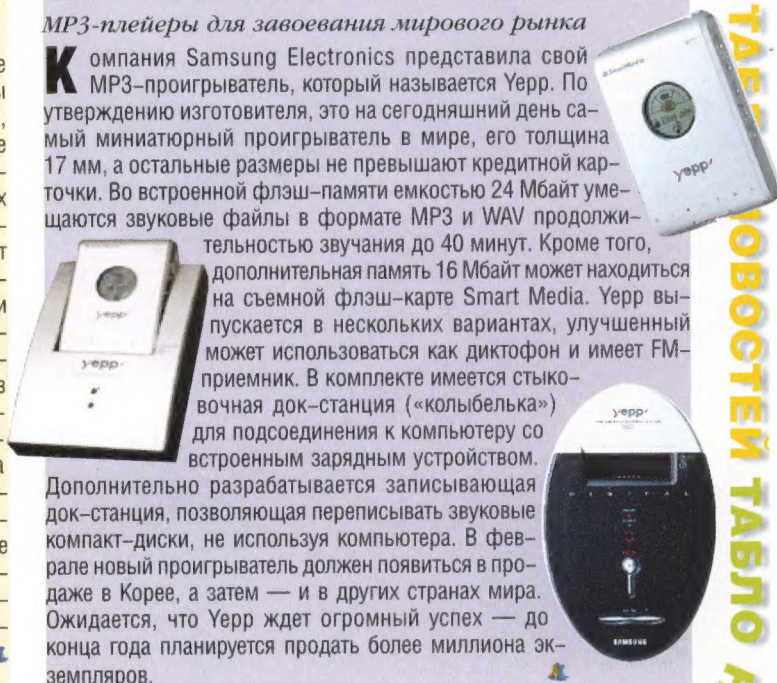 МР3-плейеры для завоевания мирового рынка
Компания Samsung Electronics представила свой
МР3–проигрыватель, который называется Yepp. По
утверждению изготовителя, это на сегодняшний день са–
мый миниатюрный проигрыватель в мире, его толщина
17 мм, а остальные размеры не превышают кредитной кар–
точки. Во встроенной флэш–памяти емкостью 24 Мбайт уме–
щаются звуковые файлы в формате МР3 и WAV продолжи–
тельностью звучания до 40 минут. Кроме того,
дополнительная память 16 Мбайт может находиться
на съемной флэш–карте Smart Media. Yepp вы–
пускается в нескольких вариантах, улучшенный
может использоваться как диктофон и имеет FM–
приемник. В комплекте имеется стыко–
вочная док–станция («колыбелька»)
для подсоединения к компьютеру со
встроенным зарядным устройством.
Дополнительно разрабатывается записывающая
док–станция, позволяющая переписывать звуковые
компакт–диски, не используя компьютера. В фев–
рале новый проигрыватель должен появиться в про–
даже в Корее, а затем — и в других странах мира.
Ожидается, что Yepp ждет огромный успех — до
конца года планируется продать более миллиона эк–
земпляров.
SmartMedia
yepp
yepp
yepp
yepp
SAMSUNG
НОВОСТЕЙ ТАБЛО